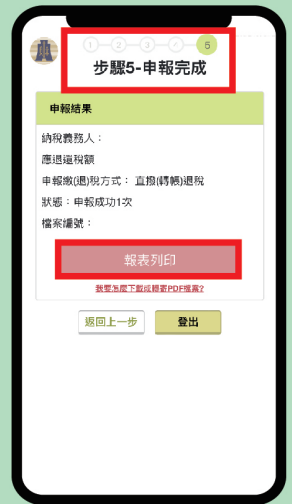 1 2 3 4 5
步驟5-申報完成
申報結果
納稅義務人：
應退還稅額
申報繳(退)稅方式： 直撥(轉帳)退稅
狀態：申報成功1次
檔案編號：
報表列印
我要怎麼下載或轉寄PDF檔案?
返回上一步 登出